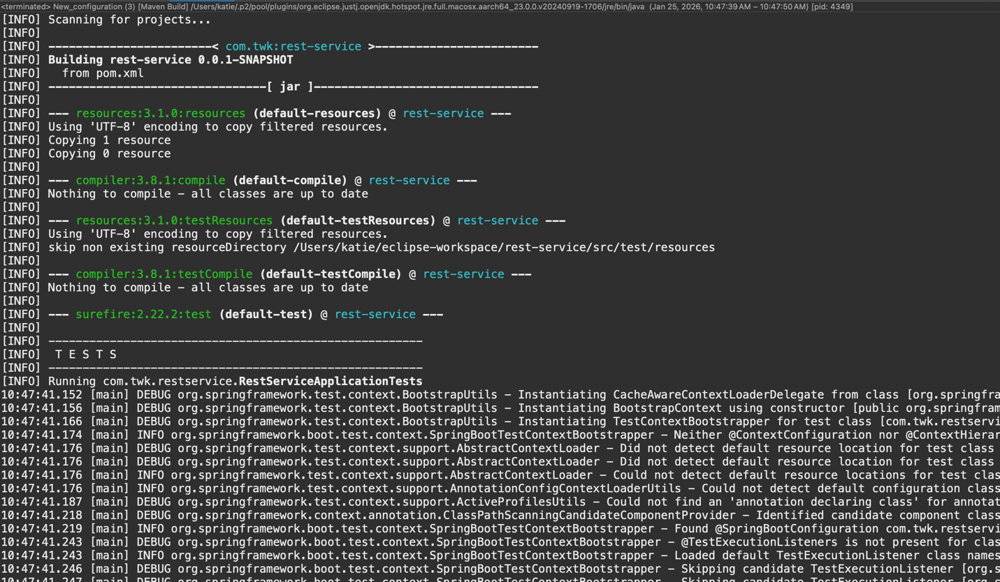 <terminated> New_configuration (3) [Maven Build] /Users/katie/.p2/pool/plugins/org.eclipse.justj.openjdk.hotspot.jre.full.macosx.aarch64_23.0.0.v20240919-1706/jre/bin/java (Jan 25, 2026, 10:47:39 AM – 10:47:50 AM) [pid: 4349]
[INFO] Scanning for projects...
[INFO]
[INFO] ------------------------< com.twk:rest-service >------------------------
[INFO] Building rest-service 0.0.1-SNAPSHOT
[INFO]   from pom.xml
[INFO] --------------------------------[ jar ]---------------------------------
[INFO]
[INFO] --- resources:3.1.0:resources (default-resources) @ rest-service ---
[INFO] Using 'UTF-8' encoding to copy filtered resources.
[INFO] Copying 1 resource
[INFO] Copying 0 resource
[INFO]
[INFO] --- compiler:3.8.1:compile (default-compile) @ rest-service ---
[INFO] Nothing to compile - all classes are up to date
[INFO]
[INFO] --- resources:3.1.0:testResources (default-testResources) @ rest-service ---
[INFO] Using 'UTF-8' encoding to copy filtered resources.
[INFO] skip non existing resourceDirectory /Users/katie/eclipse-workspace/rest-service/src/test/resources
[INFO]
[INFO] --- compiler:3.8.1:testCompile (default-testCompile) @ rest-service ---
[INFO] Nothing to compile - all classes are up to date
[INFO]
[INFO] --- surefire:2.22.2:test (default-test) @ rest-service ---
[INFO]
[INFO] -------------------------------------------------------
[INFO]  T E S T S
[INFO] -------------------------------------------------------
[INFO] Running com.twk.restservice.RestServiceApplicationTests
10:47:41.152 [main] DEBUG org.springframework.test.context.BootstrapUtils - Instantiating CacheAwareContextLoaderDelegate from class [org.springfra
10:47:41.156 [main] DEBUG org.springframework.test.context.BootstrapUtils - Instantiating BootstrapContext using constructor [public org.springfram
10:47:41.166 [main] DEBUG org.springframework.test.context.BootstrapUtils - Instantiating TestContextBootstrapper for test class [com.twk.restservi
10:47:41.174 [main] INFO org.springframework.boot.test.context.SpringBootTestContextBootstrapper - Neither @ContextConfiguration nor @ContextHierar
10:47:41.176 [main] DEBUG org.springframework.test.context.support.AbstractContextLoader - Did not detect default resource location for test class
10:47:41.176 [main] DEBUG org.springframework.test.context.support.AbstractContextLoader - Did not detect default resource location for test class
10:47:41.176 [main] INFO org.springframework.test.context.support.AbstractContextLoader - Could not detect default resource locations for test clas
10:47:41.176 [main] INFO org.springframework.test.context.support.AnnotationConfigContextLoaderUtils - Could not detect default configuration class
10:47:41.187 [main] DEBUG org.springframework.test.context.support.ActiveProfilesUtils - Could not find an 'annotation declaring class' for annotat
10:47:41.218 [main] DEBUG org.springframework.context.annotation.ClassPathScanningCandidateComponentProvider - Identified candidate component class
10:47:41.219 [main] INFO org.springframework.boot.test.context.SpringBootTestContextBootstrapper - Found @SpringBootConfiguration com.twk.restservi
10:47:41.243 [main] DEBUG org.springframework.boot.test.context.SpringBootTestContextBootstrapper - @TestExecutionListeners is not present for clas
10:47:41.243 [main] INFO org.springframework.boot.test.context.SpringBootTestContextBootstrapper - Loaded default TestExecutionListener class names
10:47:41.246 [main] DEBUG org.springframework.boot.test.context.SpringBootTestContextBootstrapper - Skipping candidate TestExecutionListener [org.s
10:47:41.247 [main] DEBUG org.springframework.boot.test.context.SpringBootTestContextBootstrapper - Skipping candidate TestExecutionListener [org.s